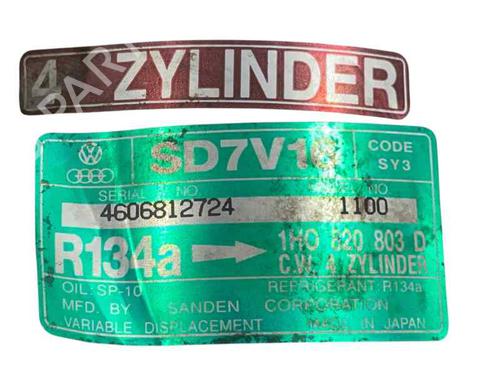 4 ZYLINDER
SD7V16
CODE
SY3
SERIAL NO.
4606812724
NO.
1100
R134a
1H0 820 803 D
C.W. 4 ZYLINDER
OIL: SP-10
REFRIGERANT: R134a
MFD. BY SANDEN CORPORATION
VARIABLE DISPLACEMENT
MADE IN JAPAN